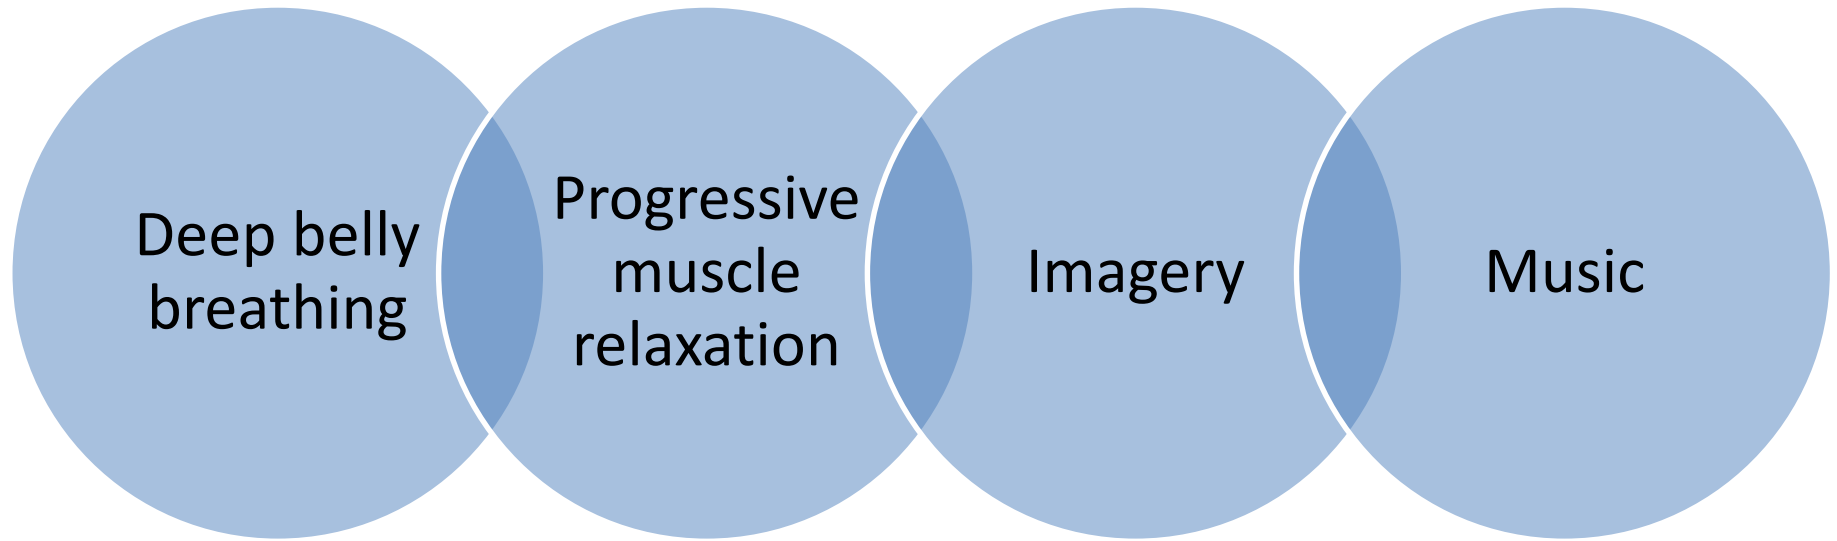 Deep belly
breathing
Progressive
muscle
relaxation
Imagery
Music